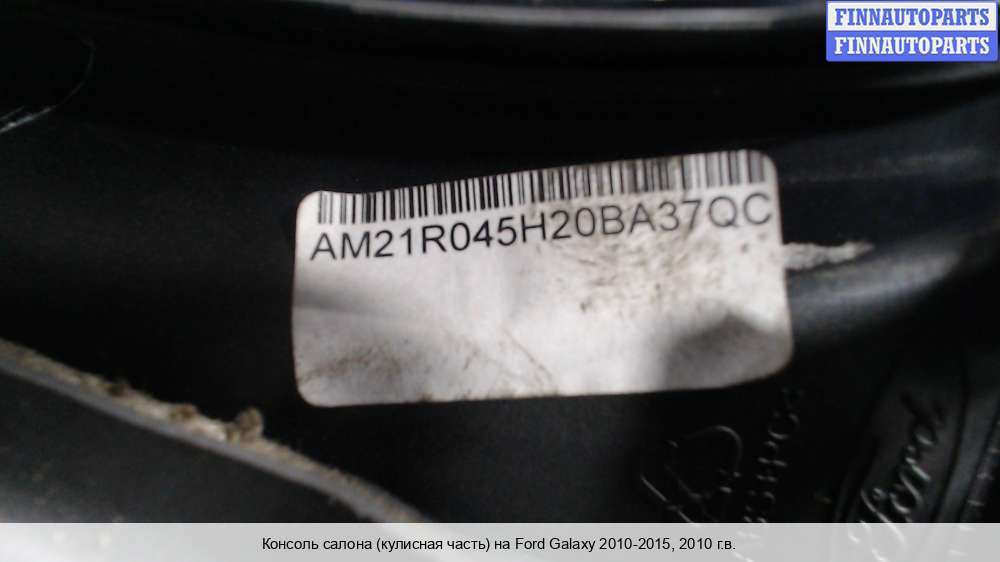 FINNAUTOPARTS
FINNAUTOPARTS
AM21R045H20BA37QC
Ford
Консоль салона (кулисная часть) на Ford Galaxy 2010-2015, 2010 г.в.